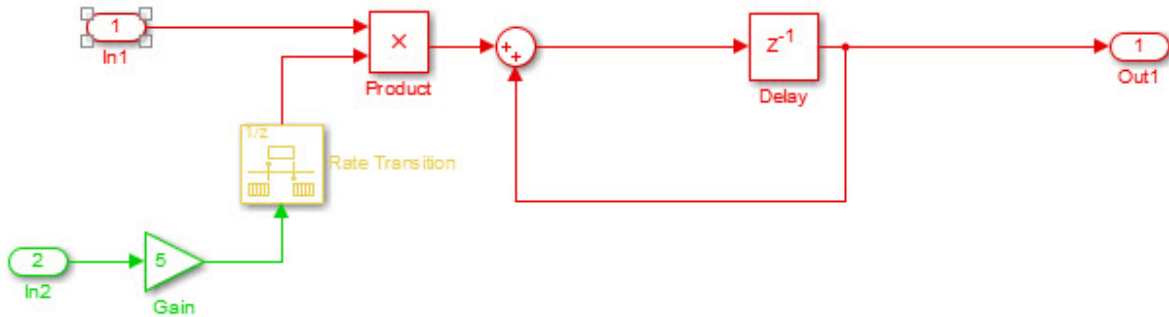 1
In1
×
Product
+
+
z-1
Delay
1
Out1
1/z
Rate Transition
2
In2
5
Gain